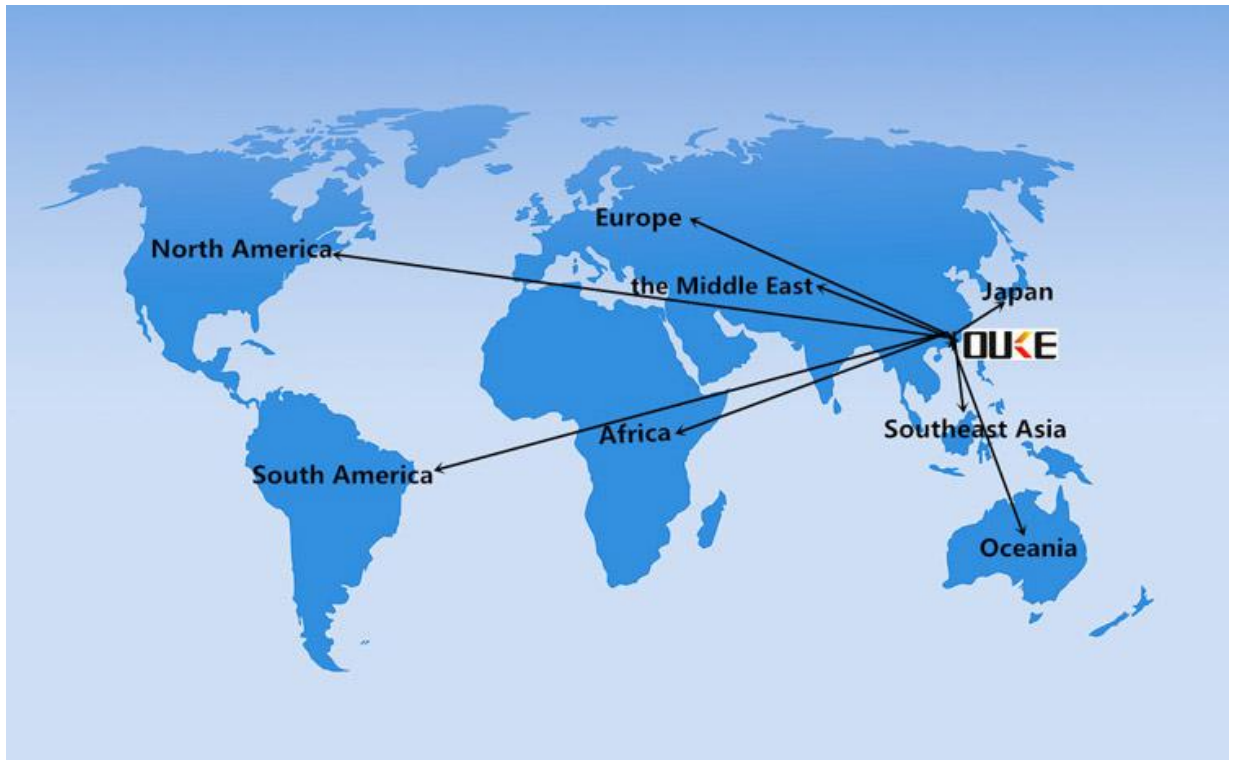 Europe
North America
the Middle East
Japan
OUKE
Southeast Asia
Africa
South America
Oceania